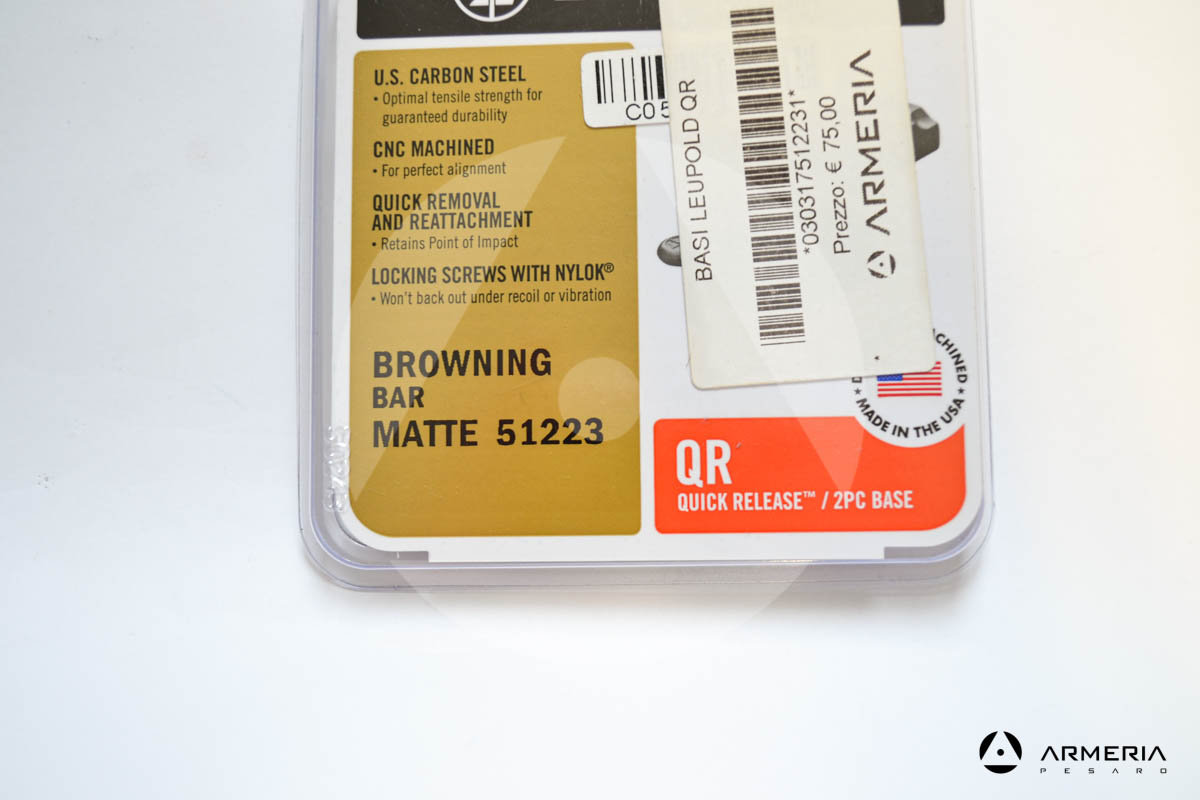 U.S. CARBON STEEL
• Optimal tensile strength for
guaranteed durability
CNC MACHINED
• For perfect alignment
QUICK REMOVAL
AND REATTACHMENT
• Retains Point of Impact
LOCKING SCREWS WITH NYLOK®
• Won't back out under recoil or vibration
BROWNING
BAR
MATTE 51223
C0 5
BASI LEUPOLD QR
*030317512231*
Prezzo: € 75,00
ARMERIA
MADE IN THE USA
QR
QUICK RELEASE™ / 2PC BASE
ARMERIA
PESARO